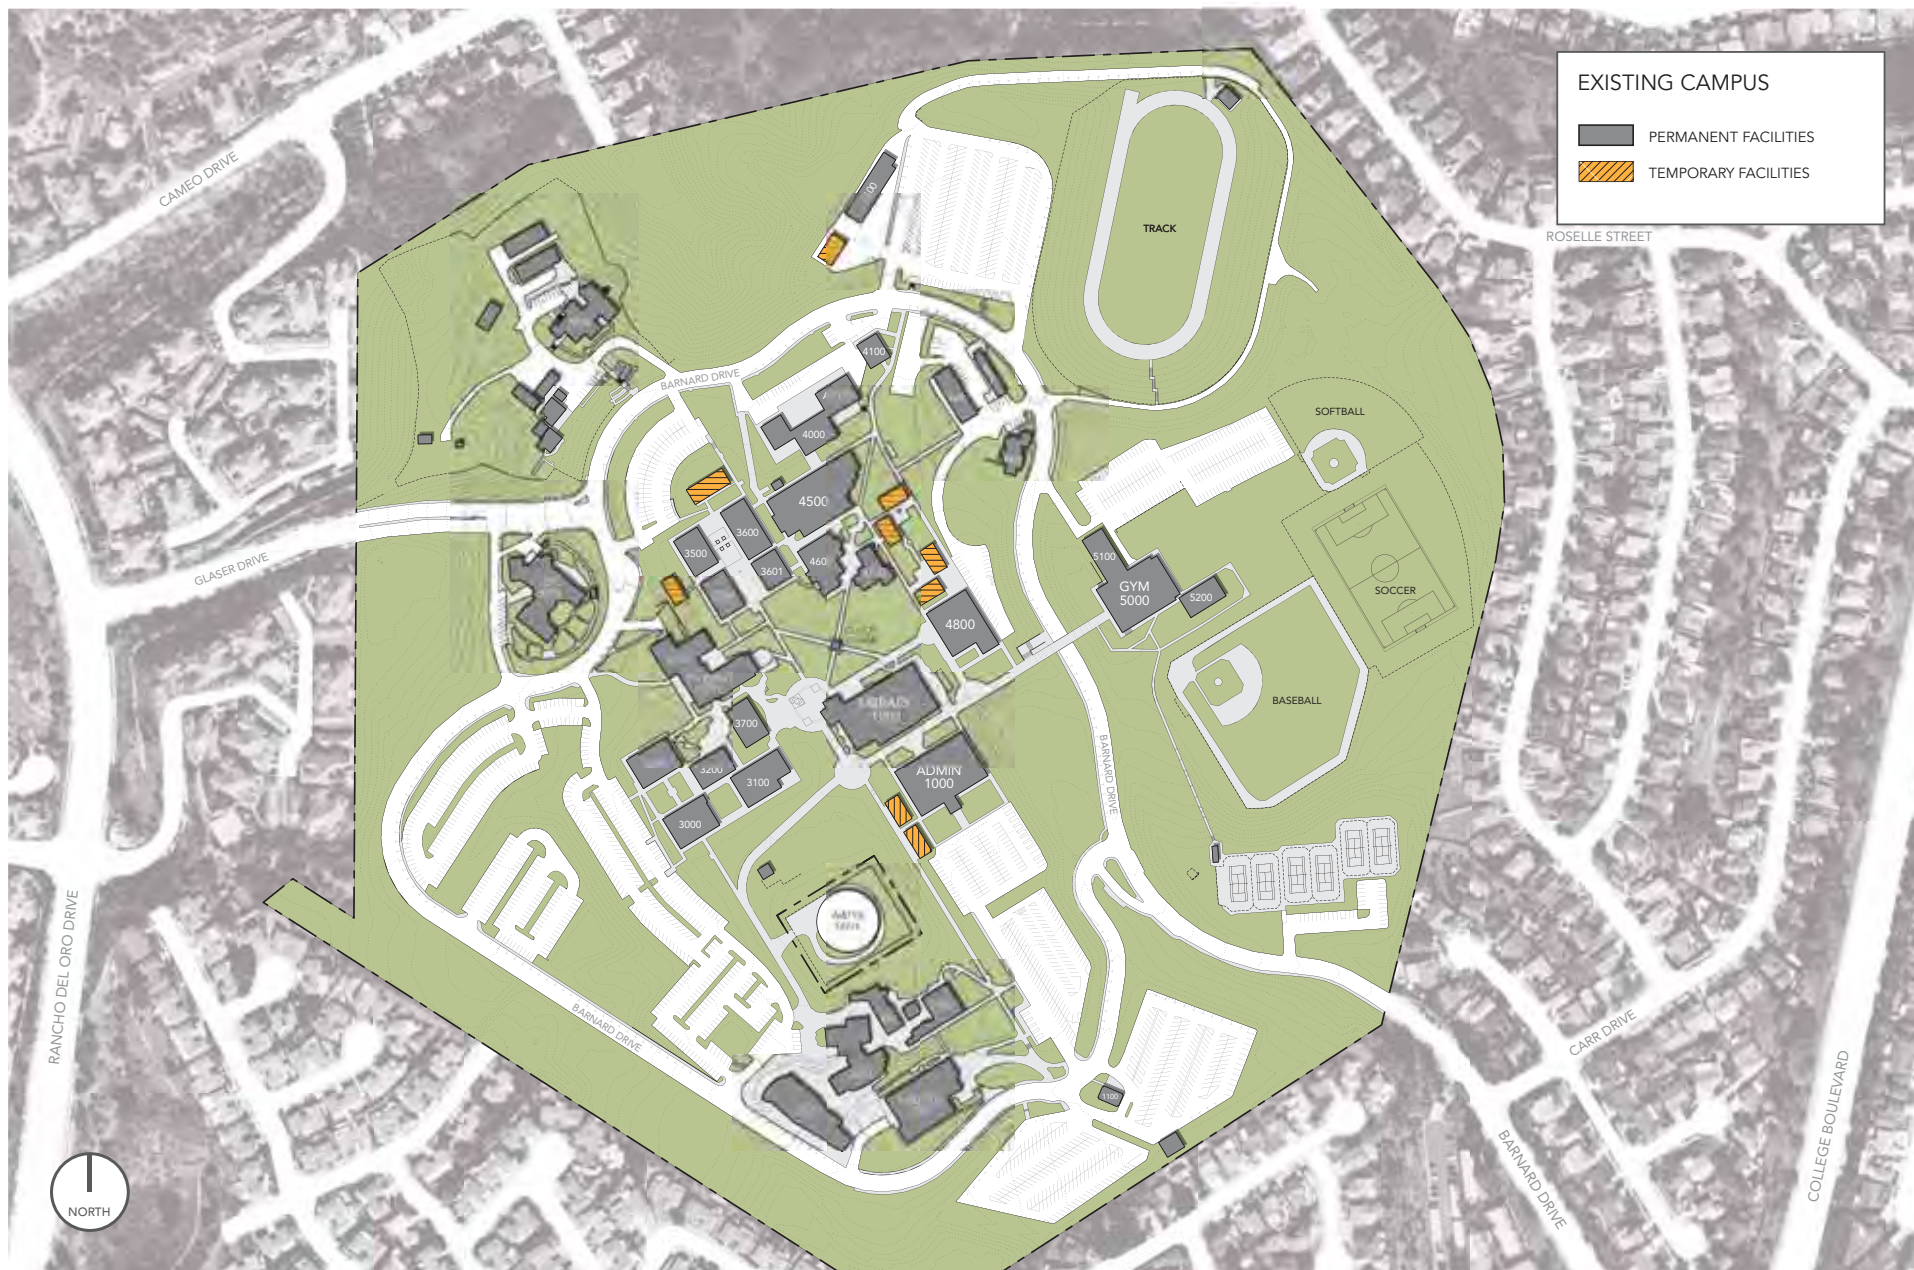 EXISTING CAMPUS
PERMANENT FACILITIES
TEMPORARY FACILITIES
CAMEO DRIVE
ROSELLE STREET
TRACK
BARNARD DRIVE
4100
4000
SOFTBALL
4500
3600
3500
3601
460
5100
GYM
5000
5200
SOCCER
GLASER DRIVE
4800
BASEBALL
3700
3200
3100
3000
ADMIN
1000
BARNARD DRIVE
RANCHO DEL ORO DRIVE
BARNARD DRIVE
CARR DRIVE
1100
BARNARD DRIVE
COLLEGE BOULEVARD
NORTH